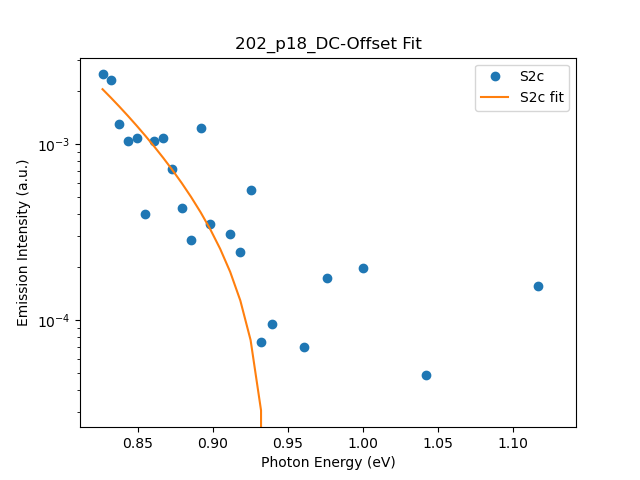 202_p18_DC-Offset Fit
S2c
S2c fit
Emission Intensity (a.u.)
10⁻³
10⁻⁴
0.85 0.90 0.95 1.00 1.05 1.10
Photon Energy (eV)